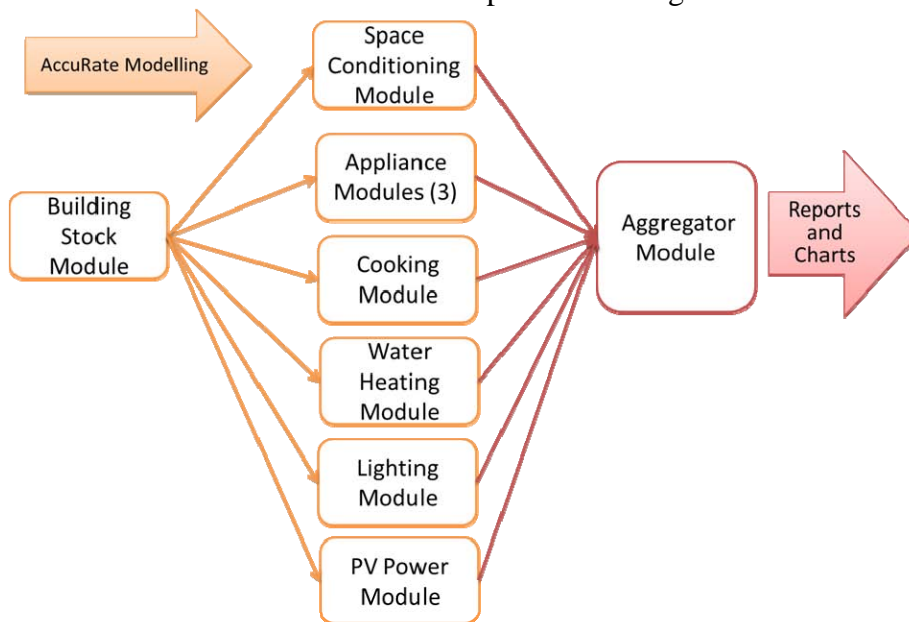 AccuRate Modelling
Space
Conditioning
Module
Appliance
Modules (3)
Building
Stock
Module
Cooking
Module
Water
Heating
Module
Lighting
Module
PV Power
Module
Aggregator
Module
Reports
and
Charts